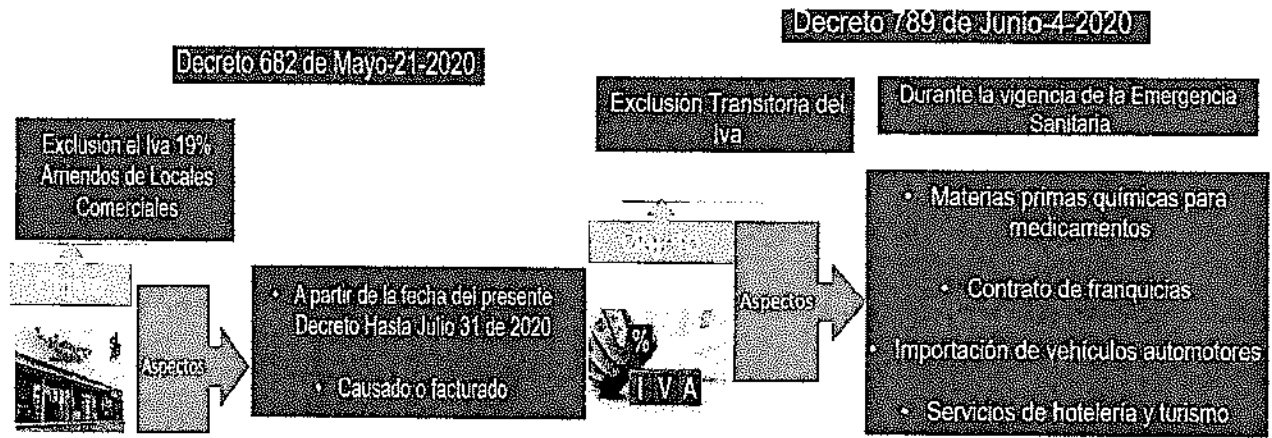 Decreto 682 de Mayo-21-2020
Exclusión el Iva 19%
Arriendos de Locales
Comerciales
Aspectos
• A partir de la fecha del presente
Decreto Hasta Julio 31 de 2020
• Causado o facturado
Decreto 789 de Junio-4-2020
Exclusión Transitoria del
Iva
Durante la vigencia de la Emergencia
Sanitaria
Aspectos
%
I V A
• Materias primas químicas para
medicamentos
• Contrato de franquicias
• Importación de vehículos automotores
• Servicios de hotelería y turismo